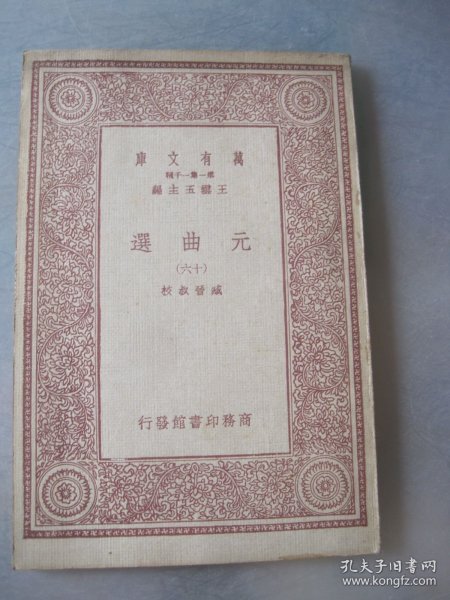 萬有文庫
第一集一千種
王雲五主編
元曲選
(十六)
臧晉叔校
商務印書館發行
孔夫子旧书网
www.kongfz.com